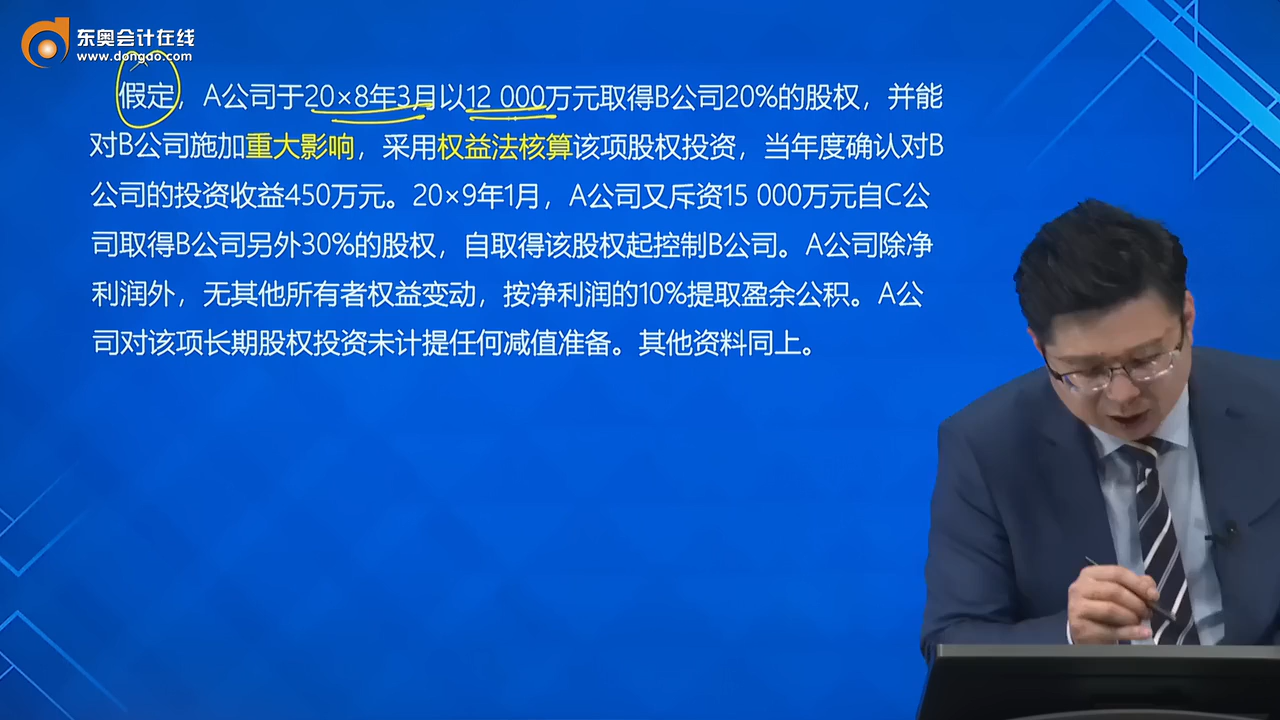 东奥会计在线
www.dongao.com
假定，A公司于20×8年3月以12 000万元取得B公司20%的股权，并能
对B公司施加重大影响，采用权益法核算该项股权投资，当年度确认对B
公司的投资收益450万元。20×9年1月，A公司又斥资15 000万元自C公
司取得B公司另外30%的股权，自取得该股权起控制B公司。A公司除净
利润外，无其他所有者权益变动，按净利润的10%提取盈余公积。A公
司对该项长期股权投资未计提任何减值准备。其他资料同上。